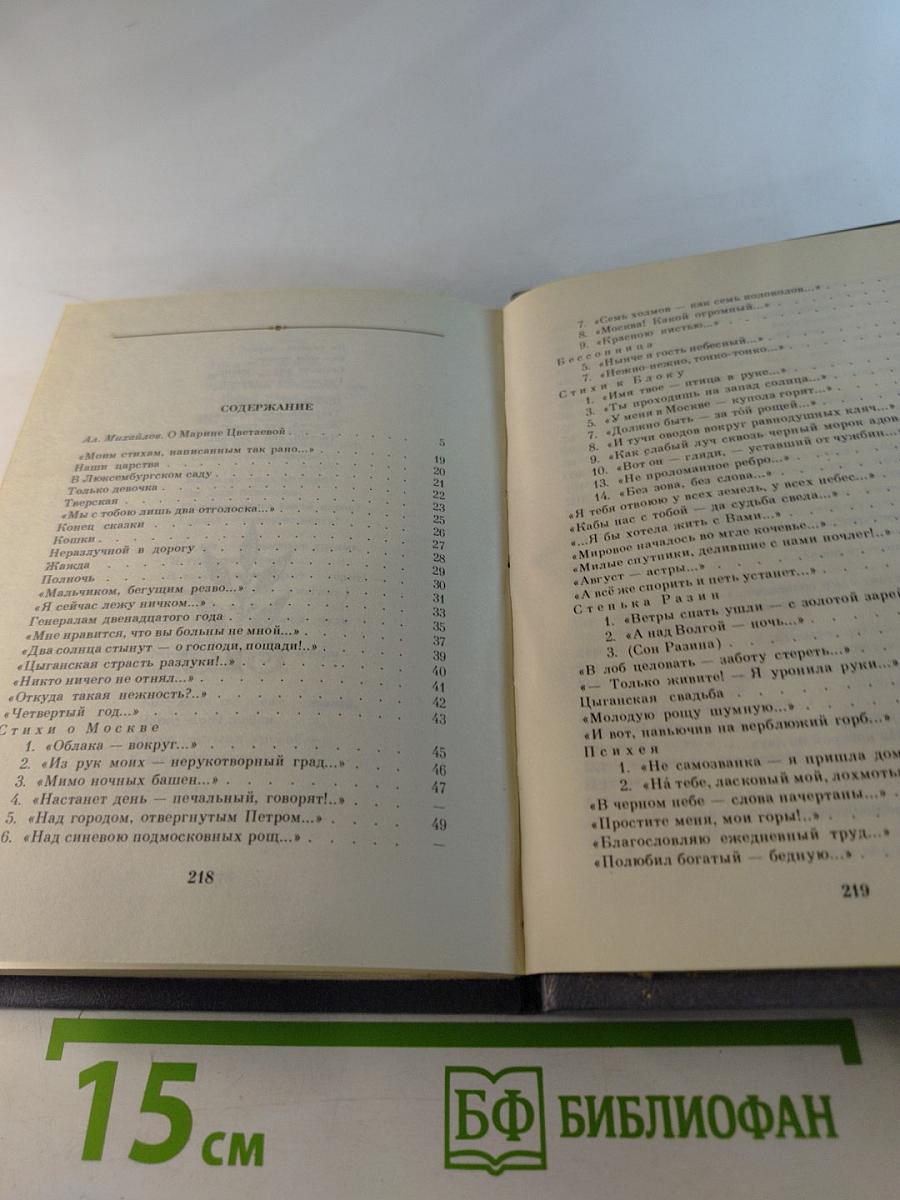 СОДЕРЖАНИЕ
Ал. Михайлов. О Марине Цветаевой . . . . . . . . 5
«Моим стихам, написанным так рано...» . . . . . . 19
Наши царства . . . . . . . . . . 20
В Люксембургском саду . . . . . . . . 21
Только девочка . . . . . . . . . . 22
Тверская . . . . . . . . . . 23
«Мы с тобою лишь два отголоска...» . . . . . . 25
Конец сказки . . . . . . . . . . 26
Кошки . . . . . . . . . . 27
Неразлучной в дорогу . . . . . . . . 28
Жажда . . . . . . . . . . 29
Полночь . . . . . . . . . . 30
«Мальчиком, бегущим резво...» . . . . . . 31
«Я сейчас лежу ничком...» . . . . . . . . 33
Генералам двенадцатого года . . . . . . . . 35
«Мне нравится, что вы больны не мной...» . . . . . . 37
«Два солнца стынут — о господи, пощади!..» . . . . . 39
«Цыганская страсть разлуки!..» . . . . . . . . 40
«Никто ничего не отнял...» . . . . . . . . 41
«Откуда такая нежность?..» . . . . . . . . 42
«Четвертый год...» . . . . . . . . . . 43
Стихи о Москве
1. «Облака — вокруг...» . . . . . . . . 45
2. «Из рук моих — нерукотворный град...» . . . . 46
3. «Мимо ночных башен...» . . . . . . . . 47
4. «Настанет день — печальный, говорят!..» . . . . —
5. «Над городом, отвергнутым Петром...» . . . . 49
6. «Над синевою подмосковных рощ...» . . . . . —
218
7. «Семь холмов — как семь колоколов...» . . .
8. «Москва! Какой огромный...» . . . .
9. «Красною кистью...» . . . . .
Бессонница
5. «Нынче я гость небесный...» . . . .
7. «Нежно-нежно, тонко-тонко...» . . . .
Стихи к Блоку
1. «Имя твое — птица в руке...» . . . .
3. «Ты проходишь на запад солнца...» . . .
5. «У меня в Москве — купола горят...» . . .
7. «Должно быть — за той рощей...» . . .
8. «И тучи оводов вокруг равнодушных кляч...»
9. «Как слабый луч сквозь черный морок адов
10. «Вот он — гляди, — уставший от чужбин...
13. «Не проломанное ребро...» . . . .
14. «Без зова, без слова...» . . . . .
«Я тебя отвоюю у всех земель, у всех небес...» . .
«Кабы нас с тобой — да судьба свела...» . . .
«...Я бы хотела жить с Вами...» . . . .
«Мировое началось во мгле кочевье...» . . . .
«Милые спутники, делившие с нами ночлег!..» . .
«Август — астры...» . . . . . .
«А всё же спорить и петь устанет...» . . . .
Стенька Разин
1. «Ветры спать ушли — с золотой зарей
2. «А над Волгой — ночь...» . . . .
3. (Сон Разина) . . . . . .
«В лоб целовать — заботу стереть...» . . . .
«— Только живите! — Я уронила руки...»
Цыганская свадьба . . . . . .
«Молодую рощу шумную...» . . . . .
«И вот, навьючив на верблюжий горб...» . . .
Психея
1. «Не самозванка — я пришла дом
2. «На́ тебе, ласковый мой, лохмоть
«В черном небе — слова начертаны...» . . .
«Простите меня, мои горы!..» . . . .
«Благословляю ежедневный труд...» . . .
«Полюбил богатый — бедную...» . . . .
219
15 см
БФ БИБЛИОФАН